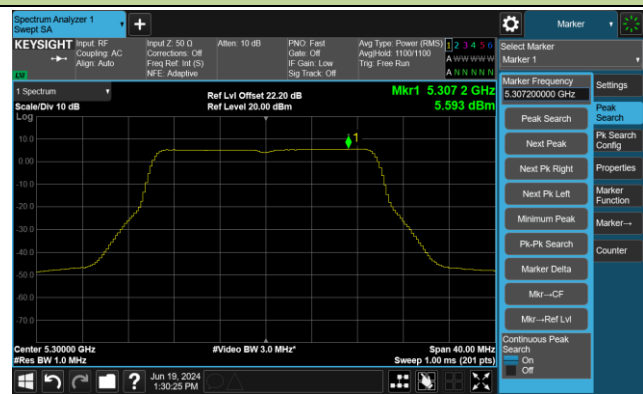 Spectrum Analyzer 1
Swept SA
Marker
KEYSIGHT
Input: RF
Coupling: AC
Align: Auto
Input Z: 50 Ω
Corrections: Off
Freq Ref: Int (S)
NFE: Adaptive
Atten: 10 dB
PNO: Fast
Gate: Off
IF Gain: Low
Sig Track: Off
Avg Type: Power (RMS)
Avg|Hold: 1100/1100
Trig: Free Run
1 2 3 4 5 6
A W W W W W
A N N N N N
LW
Select Marker
Marker 1
1 Spectrum
Scale/Div 10 dB
Log
Ref Lvl Offset 22.20 dB
Ref Level 20.00 dBm
Mkr1 5.307 2 GHz
5.593 dBm
1
10.0
0.00
-10.0
-20.0
-30.0
-40.0
-50.0
-60.0
-70.0
Center 5.30000 GHz
#Res BW 1.0 MHz
#Video BW 3.0 MHz*
Span 40.00 MHz
Sweep 1.00 ms (201 pts)
Marker Frequency
5.307200000 GHz
Peak Search
Next Peak
Next Pk Right
Next Pk Left
Minimum Peak
Pk-Pk Search
Marker Delta
Mkr→CF
Mkr→Ref Lvl
Continuous Peak
Search
On
Off
Settings
Peak
Search
Pk Search
Config
Properties
Marker
Function
Marker→
Counter
?
Jun 19, 2024
1:30:25 PM